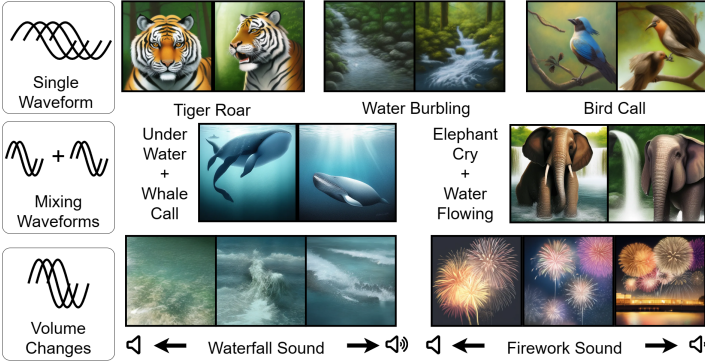 Single
Waveform
Tiger Roar
Water Burbling
Bird Call
+
Mixing
Waveforms
Under
Water
+
Whale
Call
Elephant
Cry
+
Water
Flowing
Volume
Changes
Waterfall Sound
Firework Sound